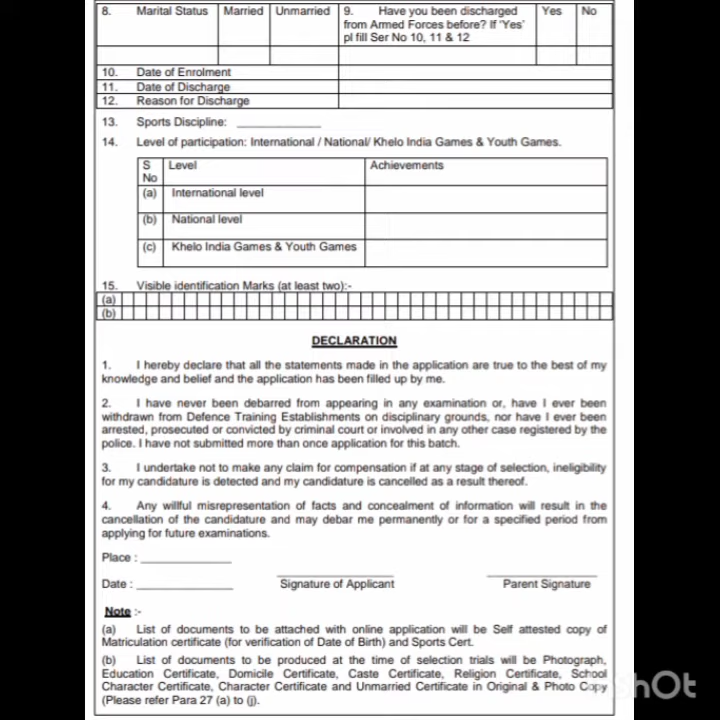 8. Marital Status Married Unmarried 9. Have you been discharged Yes No
from Armed Forces before? If 'Yes'
pl fill Ser No 10, 11 & 12
10. Date of Enrolment
11. Date of Discharge
12. Reason for Discharge
13. Sports Discipline: ____________
14. Level of participation: International / National/ Khelo India Games & Youth Games.
S No Level Achievements
(a) International level
(b) National level
(c) Khelo India Games & Youth Games
15. Visible identification Marks (at least two):-
(a)
(b)
DECLARATION
1. I hereby declare that all the statements made in the application are true to the best of my
knowledge and belief and the application has been filled up by me.
2. I have never been debarred from appearing in any examination or, have I ever been
withdrawn from Defence Training Establishments on disciplinary grounds, nor have I ever been
arrested, prosecuted or convicted by criminal court or involved in any other case registered by the
police. I have not submitted more than once application for this batch.
3. I undertake not to make any claim for compensation if at any stage of selection, ineligibility
for my candidature is detected and my candidature is cancelled as a result thereof.
4. Any willful misrepresentation of facts and concealment of information will result in the
cancellation of the candidature and may debar me permanently or for a specified period from
applying for future examinations.
Place : _____________
Date : ______________ Signature of Applicant Parent Signature
Note :-
(a) List of documents to be attached with online application will be Self attested copy of
Matriculation certificate (for verification of Date of Birth) and Sports Cert.
(b) List of documents to be produced at the time of selection trials will be Photograph,
Education Certificate, Domicile Certificate, Caste Certificate, Religion Certificate, School
Character Certificate, Character Certificate and Unmarried Certificate in Original & Photo Copy
(Please refer Para 27 (a) to (j).